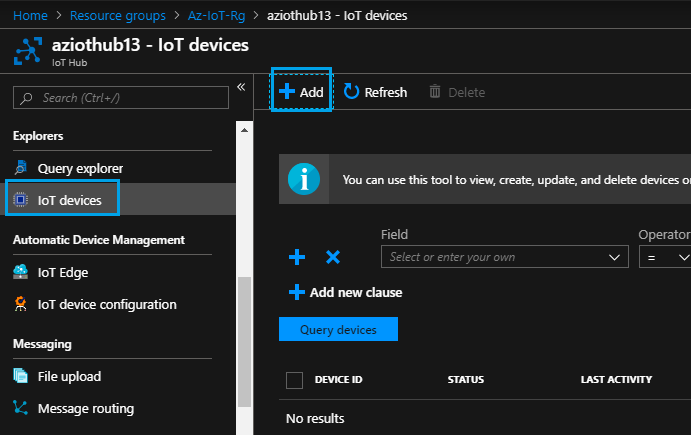 Home > Resource groups > Az-IoT-Rg > aziothub13 - IoT devices
aziothub13 - IoT devices
IoT Hub
Search (Ctrl+/)
«
Explorers
Query explorer
IoT devices
Automatic Device Management
IoT Edge
IoT device configuration
Messaging
File upload
Message routing
Add Refresh Delete
You can use this tool to view, create, update, and delete devices o
Field Operator
Select or enter your own =
Add new clause
Query devices
DEVICE ID STATUS LAST ACTIVITY
No results